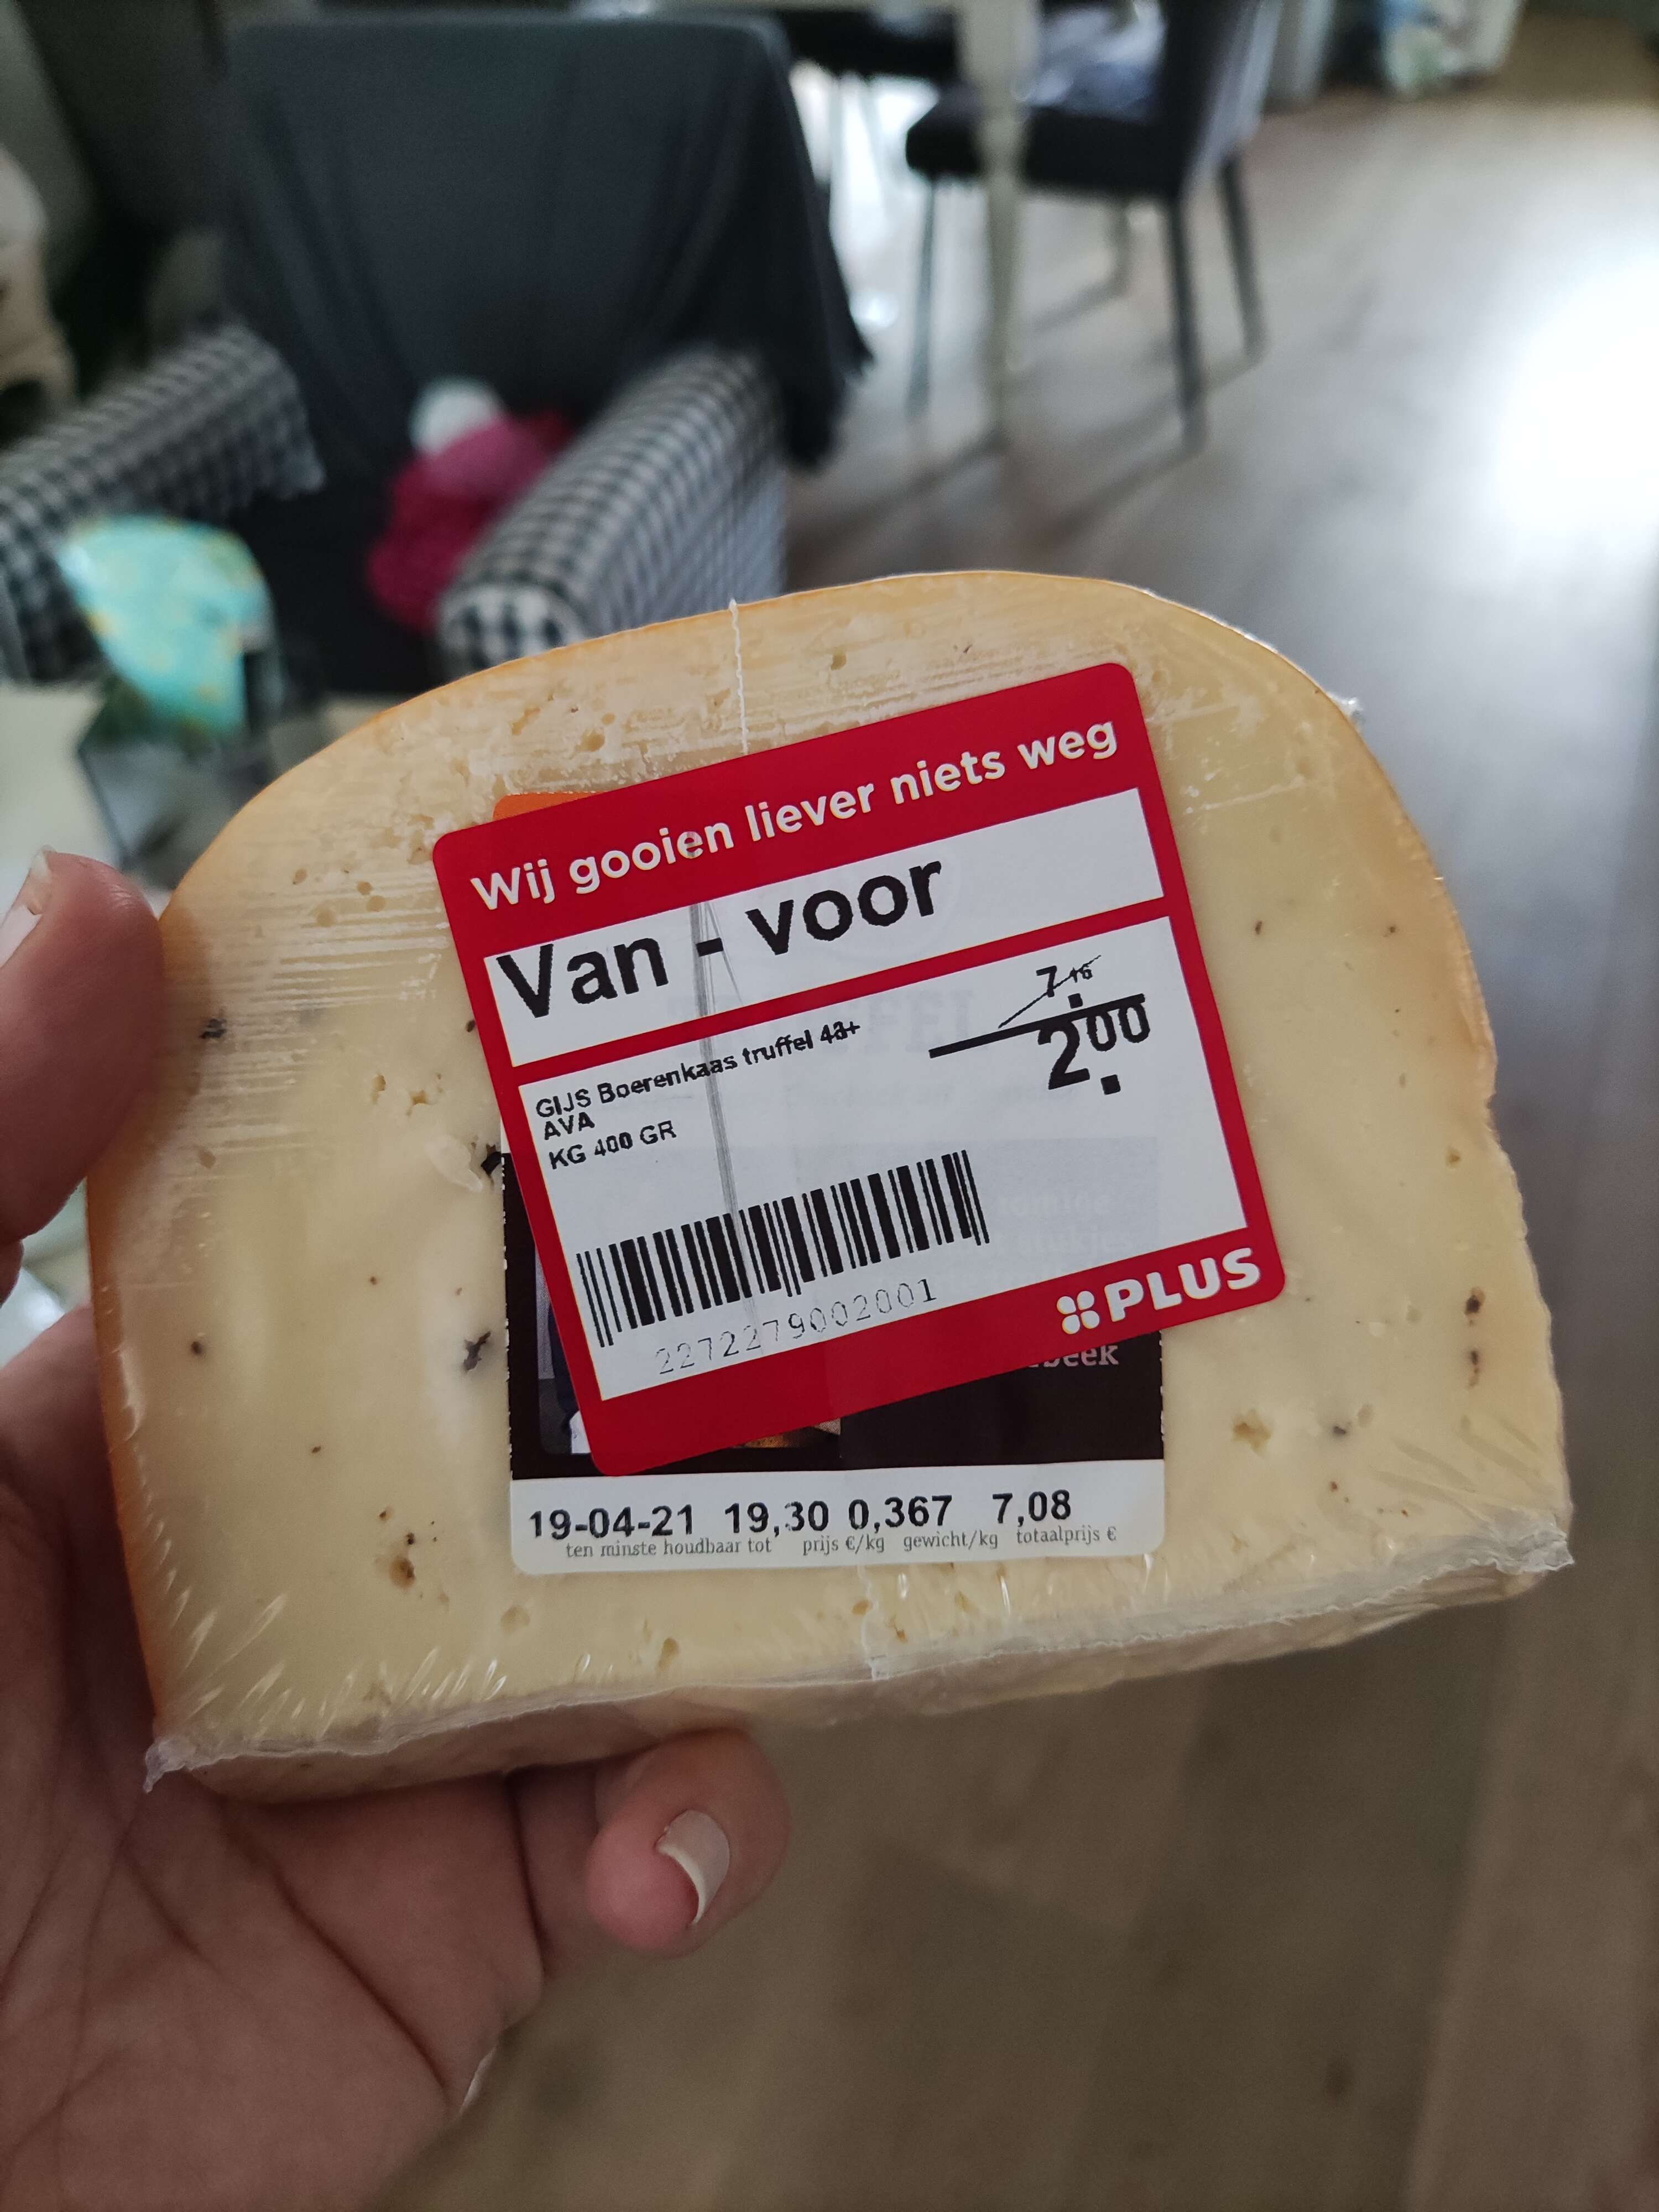 Wij gooien liever niets weg
Van - voor
7.16
2.00
GIJS Boerenkaas truffel 48+
AVA
KG 400 GR
2272279002001
PLUS
19-04-21 19,30 0,367 7,08
ten minste houdbaar tot prijs €/kg gewicht/kg totaalprijs €